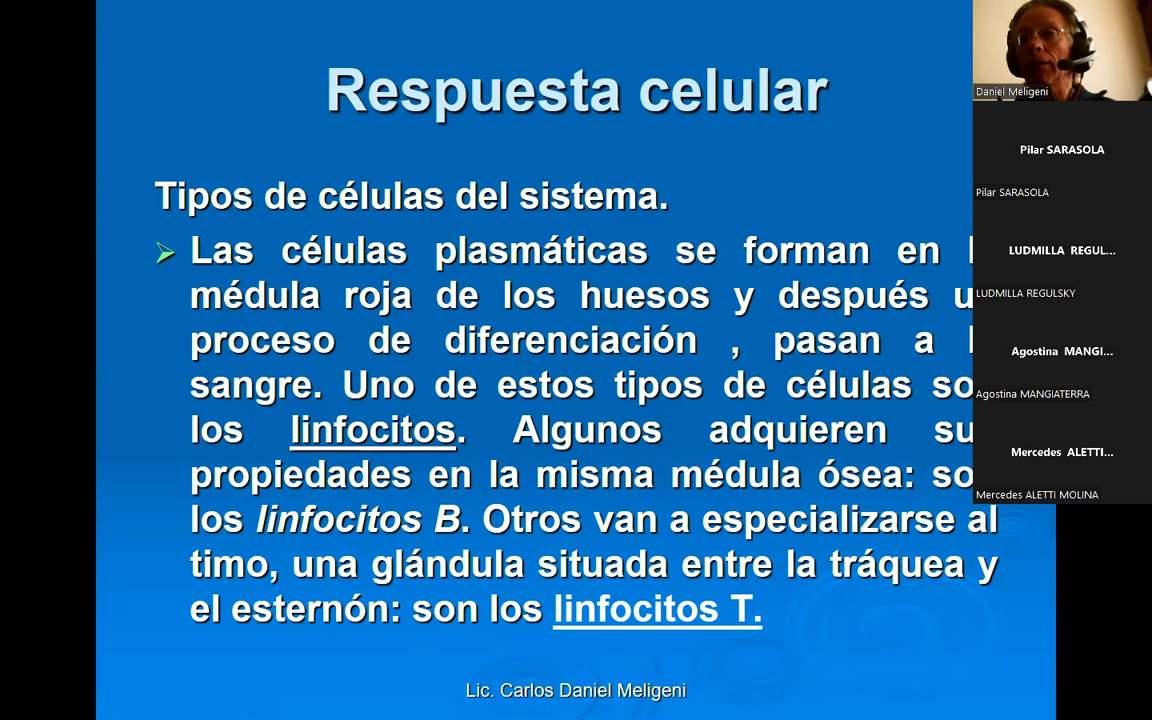 Respuesta celular
Tipos de células del sistema.
Las células plasmáticas se forman en
médula roja de los huesos y después
proceso de diferenciación , pasan a
sangre. Uno de estos tipos de células
los linfocitos. Algunos adquieren
propiedades en la misma médula ósea:
los linfocitos B. Otros van a especializarse al
timo, una glándula situada entre la tráquea y
el esternón: son los linfocitos T.
Lic. Carlos Daniel Meligeni
Daniel Meligeni
Pilar SARASOLA
Pilar SARASOLA
LUDMILLA REGUL...
LUDMILLA REGULSKY
Agostina MANGI...
Agostina MANGIATERRA
Mercedes ALETTI...
Mercedes ALETTI MOLINA